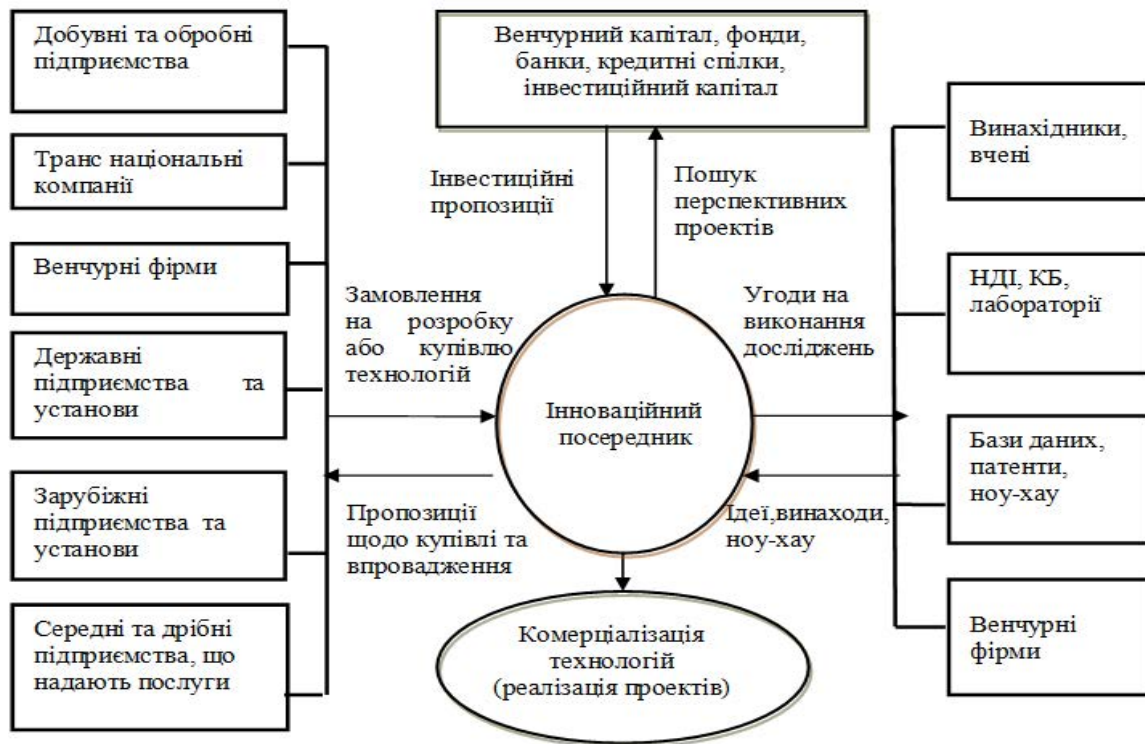 Добувні та обробні
підприємства
Транс національні
компанії
Венчурні фірми
Державні
підприємства та
установи
Зарубіжні
підприємства та
установи
Середні та дрібні
підприємства, що
надають послуги
Венчурний капітал, фонди,
банки, кредитні спілки,
інвестиційний капітал
Інвестиційні
пропозиції
Пошук
перспективних
проектів
Замовлення
на розробку
або купівлю
технологій
Угоди на
виконання
досліджень
Інноваційний
посередник
Пропозиції
щодо купівлі та
впровадження
Ідеї,винаходи,
ноу-хау
Комерціалізація
технологій
(реалізація проектів)
Винахідники,
вчені
НДІ, КБ,
лабораторії
Бази даних,
патенти,
ноу-хау
Венчурні
фірми